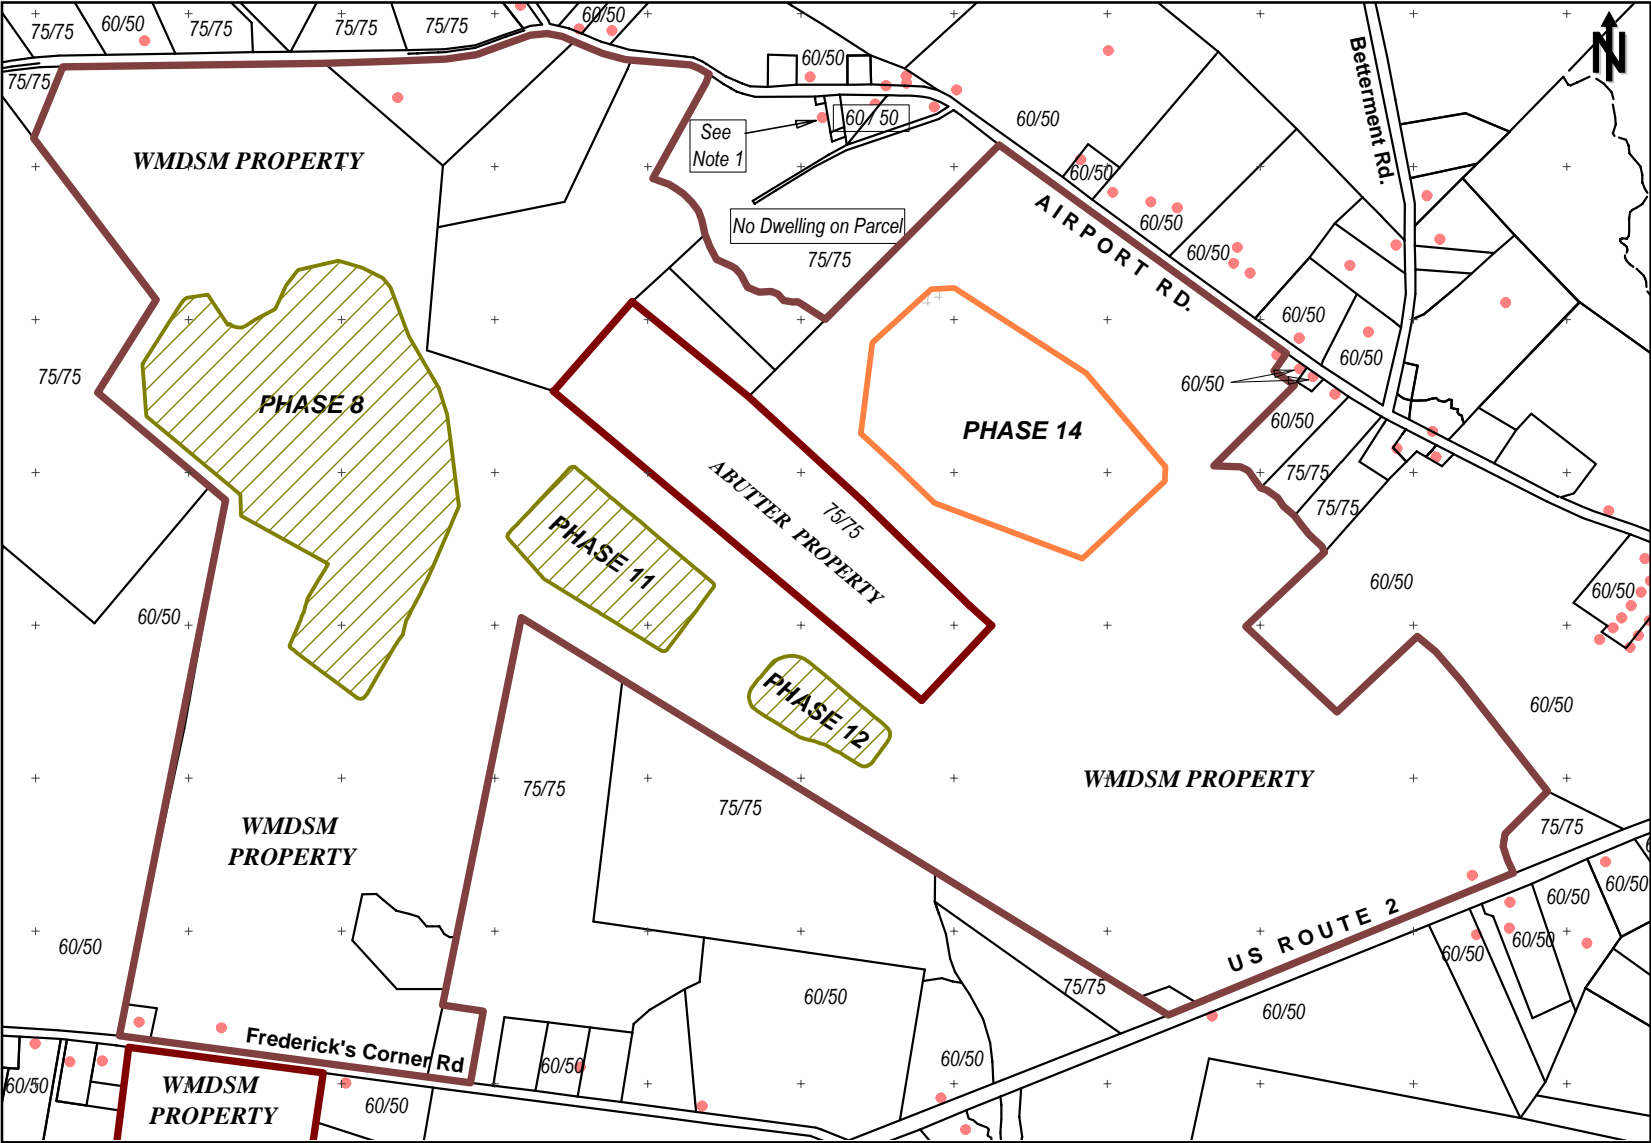 75/75
60/50
75/75
75/75
75/75
60/50
N
75/75
60/50
Betterment Rd.
60/50
60/50
See
Note 1
WMDSM PROPERTY
60/50
AIRPORT RD.
No Dwelling on Parcel
60/50
60/50
75/75
60/50
75/75
60/50
60/50
PHASE 8
60/50
PHASE 14
75/75
ABUTTER PROPERTY
75/75
75/75
PHASE 11
60/50
60/50
60/50
PHASE 12
60/50
WMDSM PROPERTY
75/75
75/75
WMDSM
PROPERTY
75/75
60/50
60/50
US ROUTE 2
60/50
60/50
60/50
75/75
60/50
60/50
Frederick's Corner Rd
60/50
60/50
60/50
WMDSM
PROPERTY
60/50